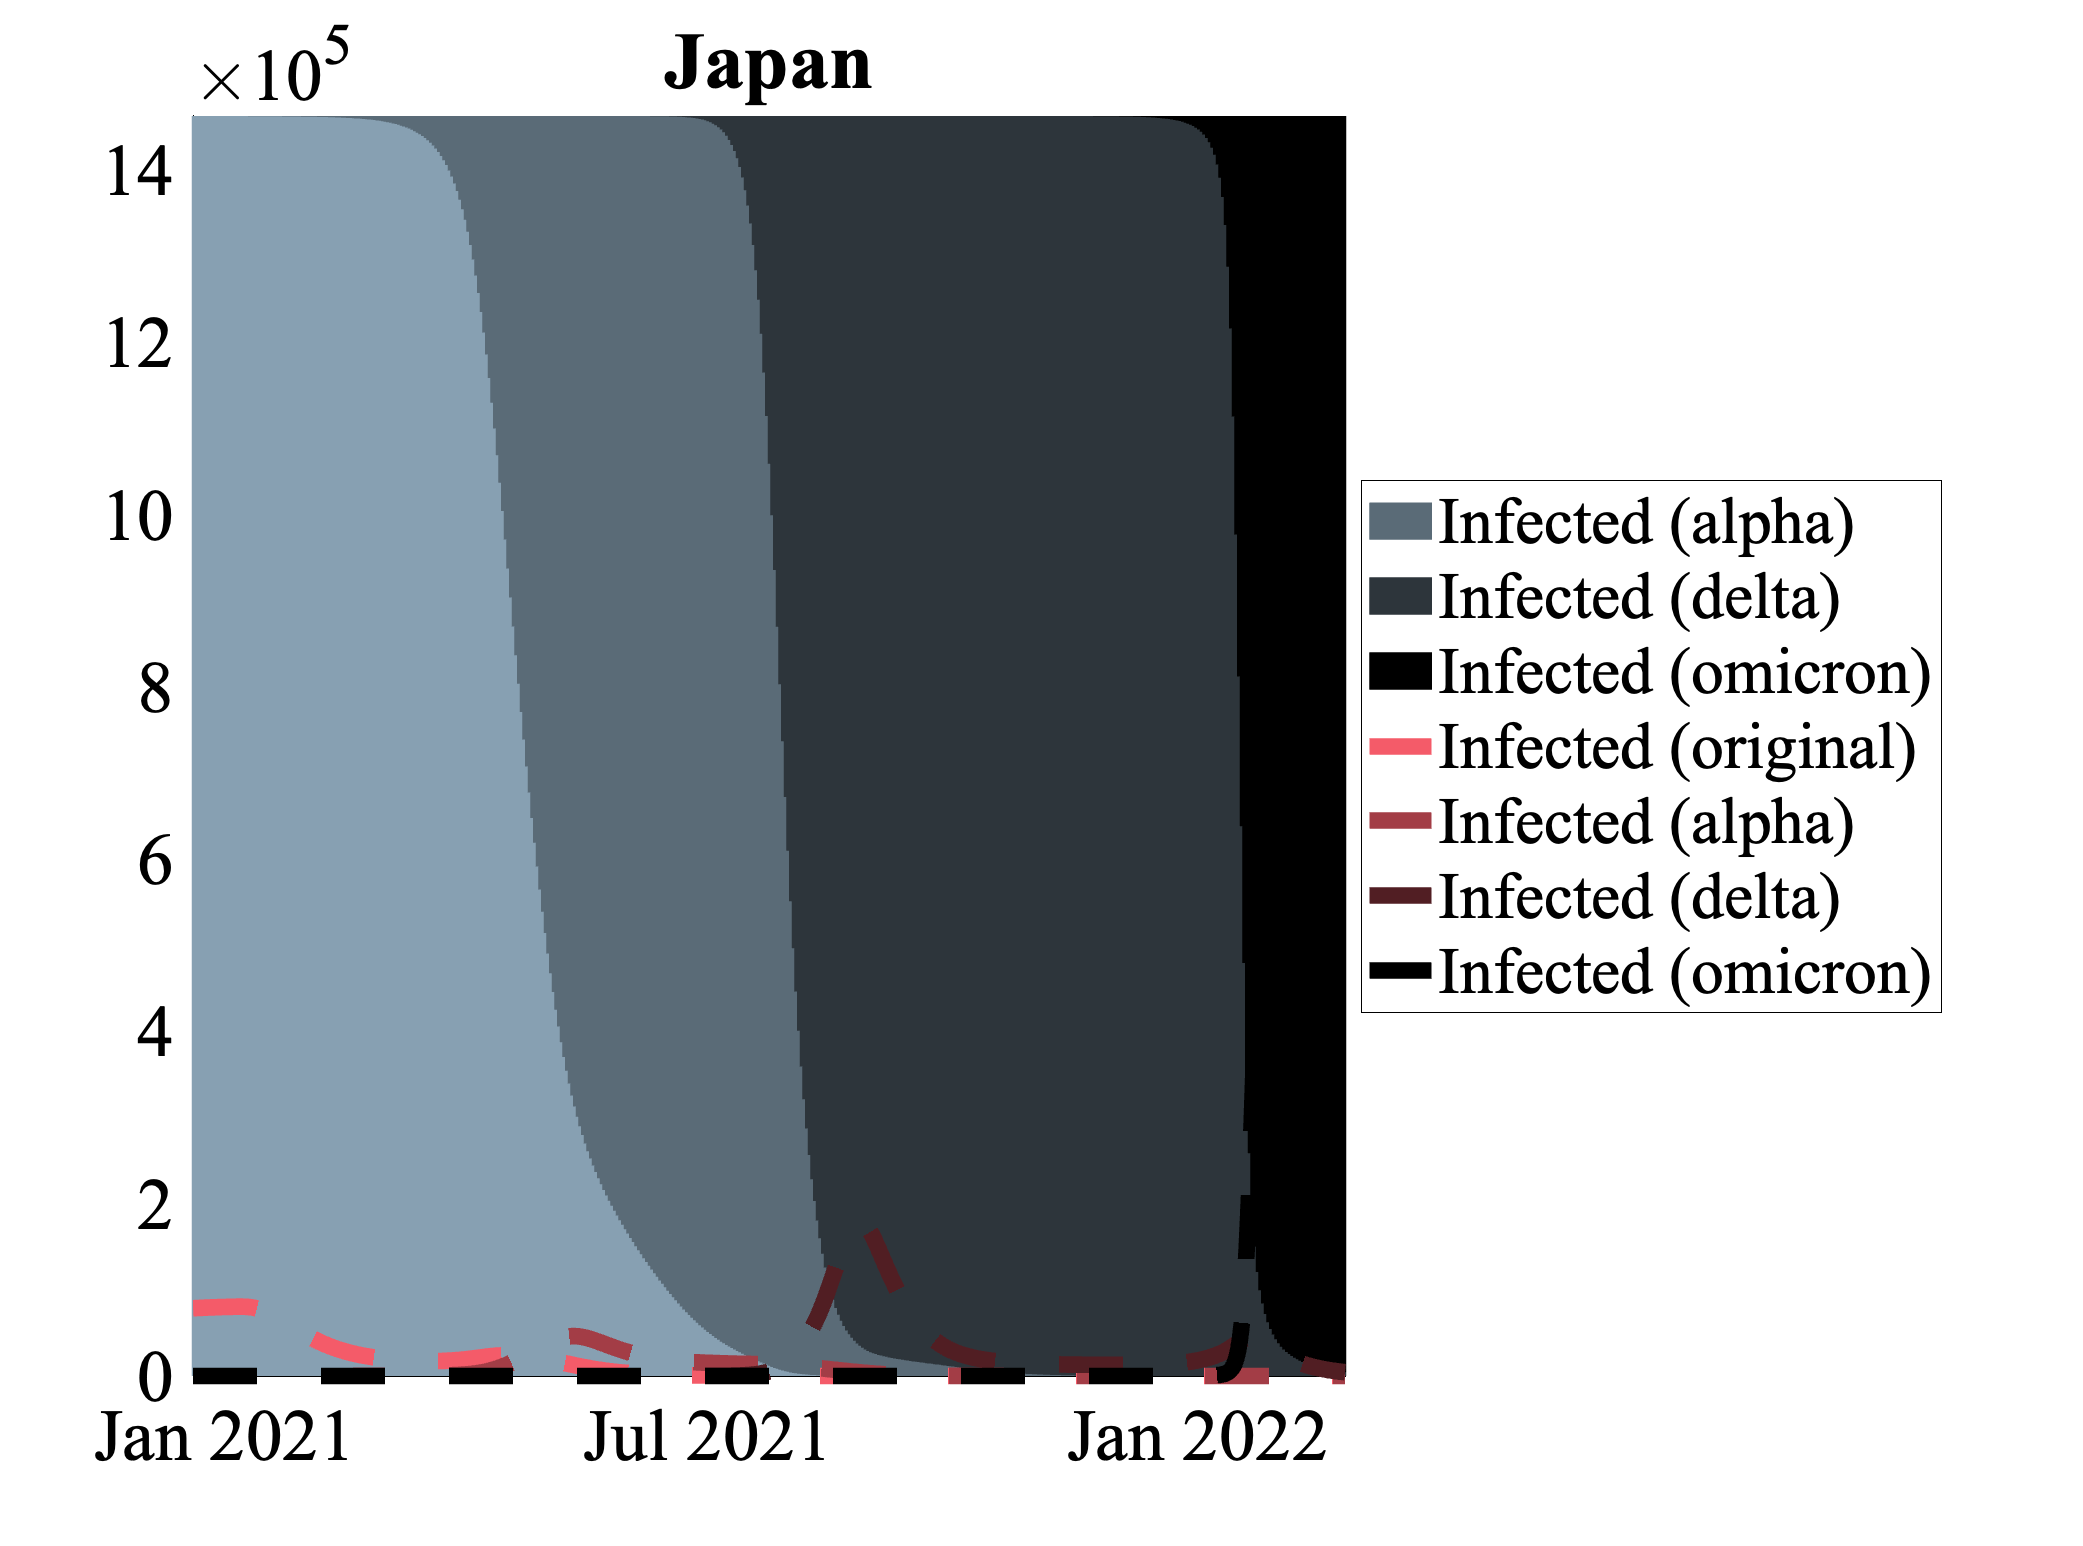 ×10^5
Japan
14
12
10
8
6
4
2
0
Jan 2021
Jul 2021
Jan 2022
Infected (alpha)
Infected (delta)
Infected (omicron)
Infected (original)
Infected (alpha)
Infected (delta)
Infected (omicron)